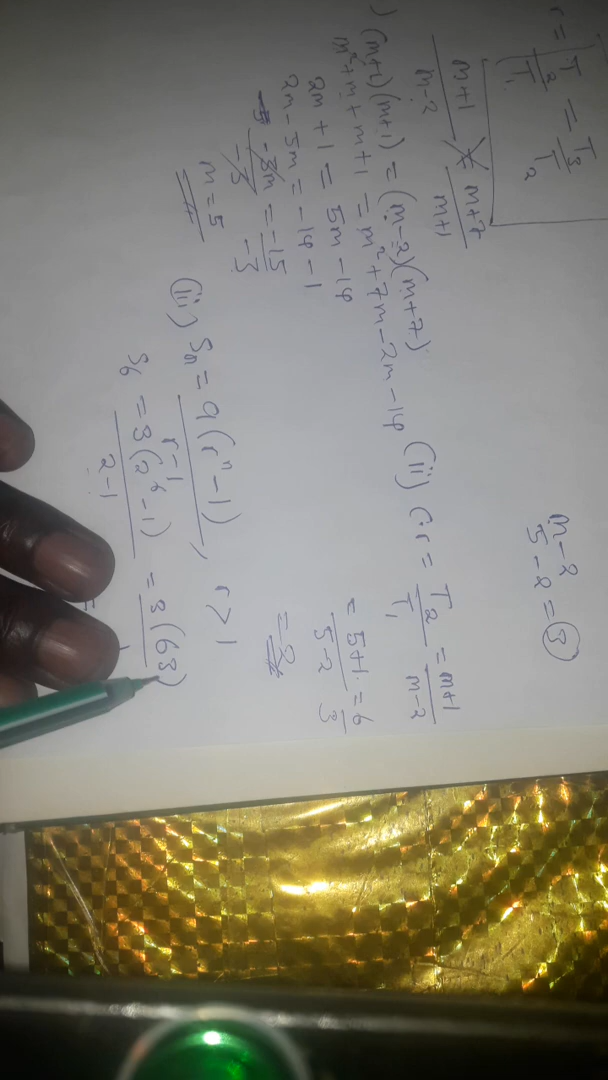 r = T2/T1 = T3/T2
m+1/m-2 = m+7/m+1
) (m+1)(m+1) = (m-2)(m+7)
m² + m + m + 1 = m² + 7m - 2m - 14
2m + 1 = 5m - 14
2m - 5m = -14 - 1
-3m/-3 = -15/-3
m = 5
m-2
5-2 = 3
(ii) C.r = T2/T1 = m+1/m-2
= 5+1/5-2 = 6/3
= 2
(iii) Sn = a(rⁿ - 1)/r-1, r > 1
S6 = 3(2⁶ - 1)/2-1 = 3(63)